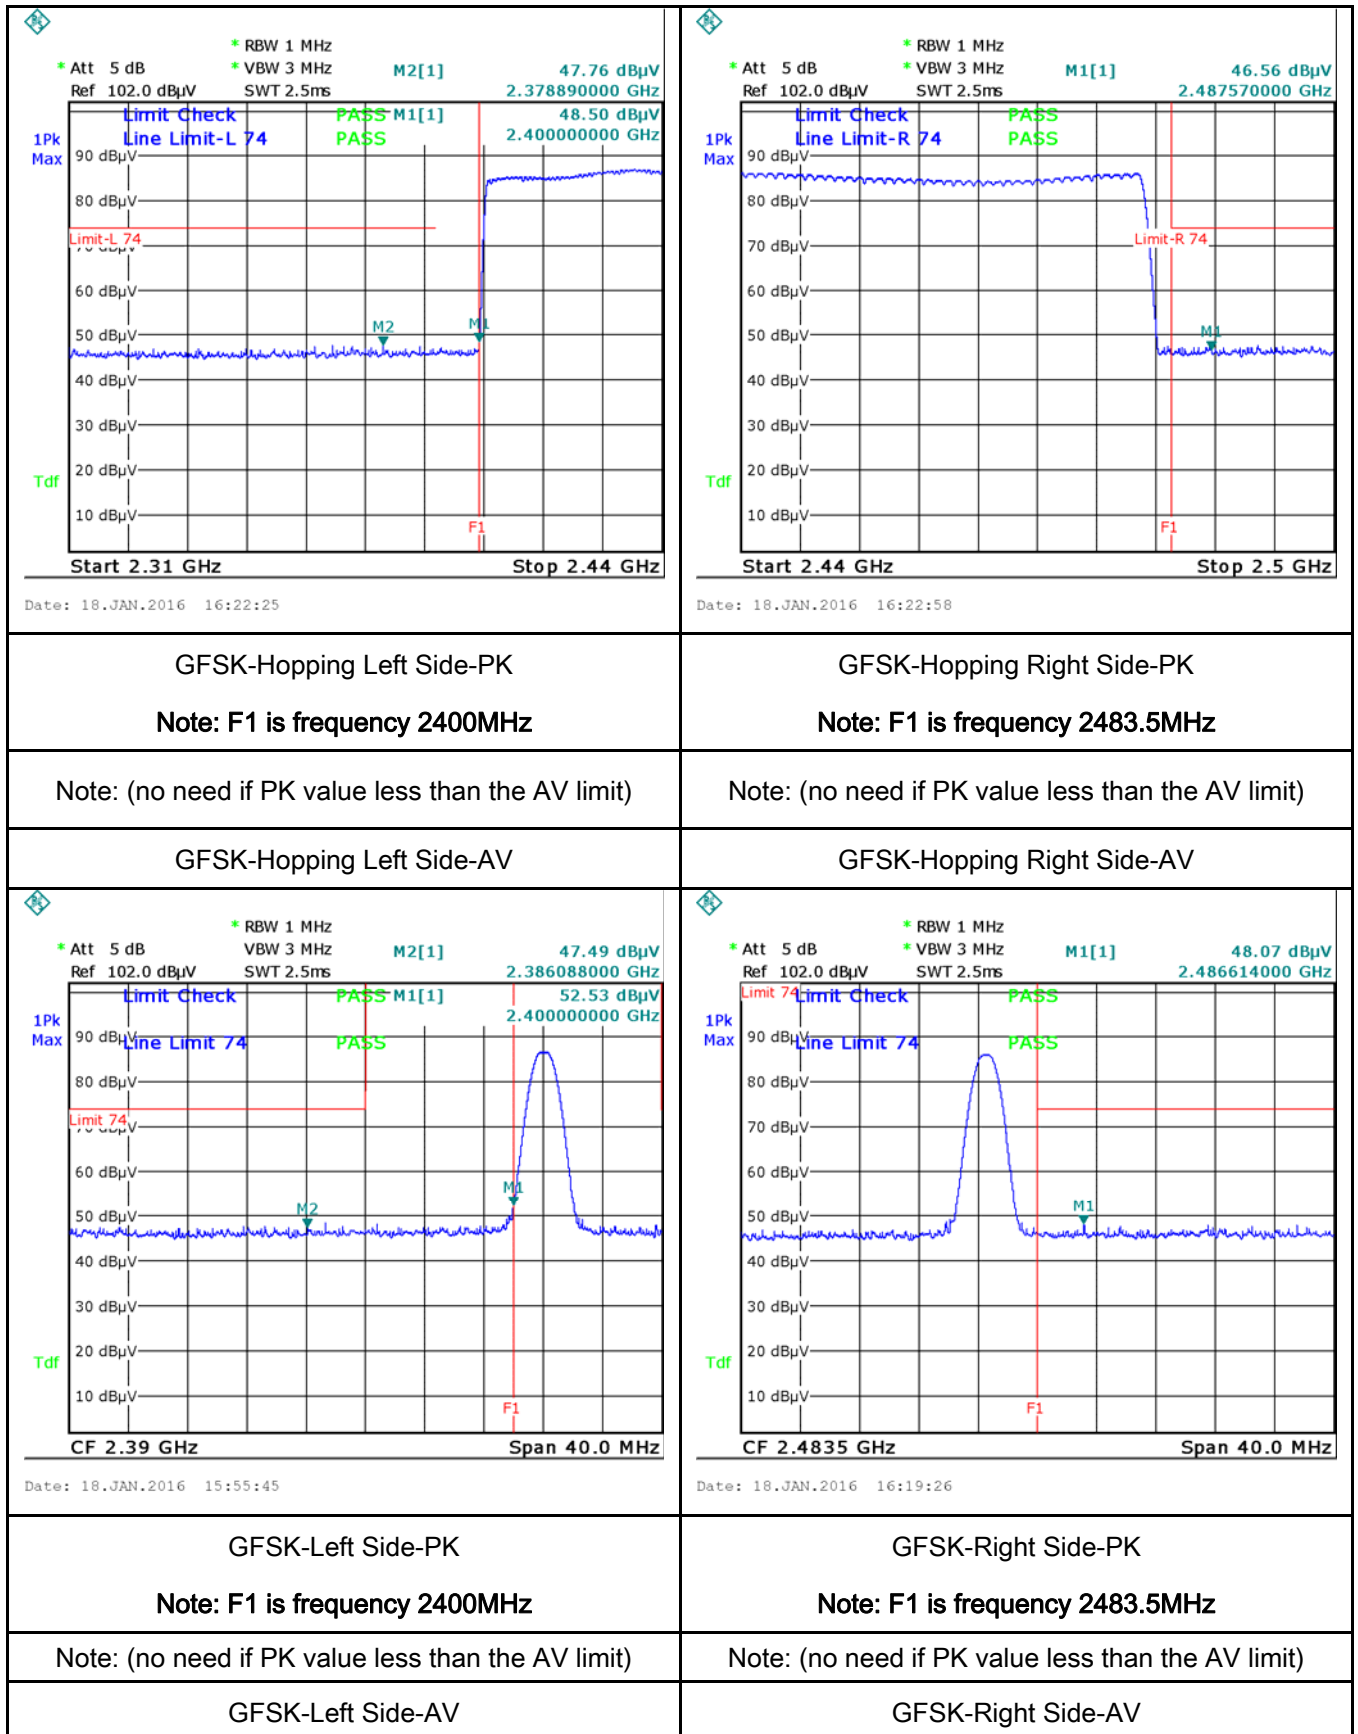 * RBW 1 MHz
* Att 5 dB * VBW 3 MHz M2[1] 47.76 dBµV
Ref 102.0 dBµV SWT 2.5ms 2.378890000 GHz
Limit Check PASS M1[1] 48.50 dBµV
1Pk Line Limit-L 74 PASS 2.400000000 GHz
Max 90 dBµV
80 dBµV
Limit-L 74
70 dBµV
60 dBµV
M2 M1
50 dBµV
40 dBµV
30 dBµV
20 dBµV
Tdf
10 dBµV
F1
Start 2.31 GHz Stop 2.44 GHz
Date: 18.JAN.2016 16:22:25
* RBW 1 MHz
* Att 5 dB * VBW 3 MHz M1[1] 46.56 dBµV
Ref 102.0 dBµV SWT 2.5ms 2.487570000 GHz
Limit Check PASS
1Pk Line Limit-R 74 PASS
Max 90 dBµV
80 dBµV
Limit-R 74
70 dBµV
60 dBµV
M1
50 dBµV
40 dBµV
30 dBµV
20 dBµV
Tdf
10 dBµV
F1
Start 2.44 GHz Stop 2.5 GHz
Date: 18.JAN.2016 16:22:58
GFSK-Hopping Left Side-PK
Note: F1 is frequency 2400MHz
GFSK-Hopping Right Side-PK
Note: F1 is frequency 2483.5MHz
Note: (no need if PK value less than the AV limit)
Note: (no need if PK value less than the AV limit)
GFSK-Hopping Left Side-AV
GFSK-Hopping Right Side-AV
* RBW 1 MHz
* Att 5 dB VBW 3 MHz M2[1] 47.49 dBµV
Ref 102.0 dBµV SWT 2.5ms 2.386088000 GHz
Limit Check PASS M1[1] 52.53 dBµV
1Pk 2.400000000 GHz
Max 90 dBµV Line Limit 74 PASS
80 dBµV
Limit 74
70 dBµV
60 dBµV
M1
M2
50 dBµV
40 dBµV
30 dBµV
20 dBµV
Tdf
10 dBµV
F1
CF 2.39 GHz Span 40.0 MHz
Date: 18.JAN.2016 15:55:45
* RBW 1 MHz
* Att 5 dB * VBW 3 MHz M1[1] 48.07 dBµV
Ref 102.0 dBµV SWT 2.5ms 2.486614000 GHz
Limit 74 Limit Check PASS
1Pk
Max 90 dBµV Line Limit 74 PASS
80 dBµV
70 dBµV
60 dBµV
M1
50 dBµV
40 dBµV
30 dBµV
20 dBµV
Tdf
10 dBµV
F1
CF 2.4835 GHz Span 40.0 MHz
Date: 18.JAN.2016 16:19:26
GFSK-Left Side-PK
Note: F1 is frequency 2400MHz
GFSK-Right Side-PK
Note: F1 is frequency 2483.5MHz
Note: (no need if PK value less than the AV limit)
Note: (no need if PK value less than the AV limit)
GFSK-Left Side-AV
GFSK-Right Side-AV